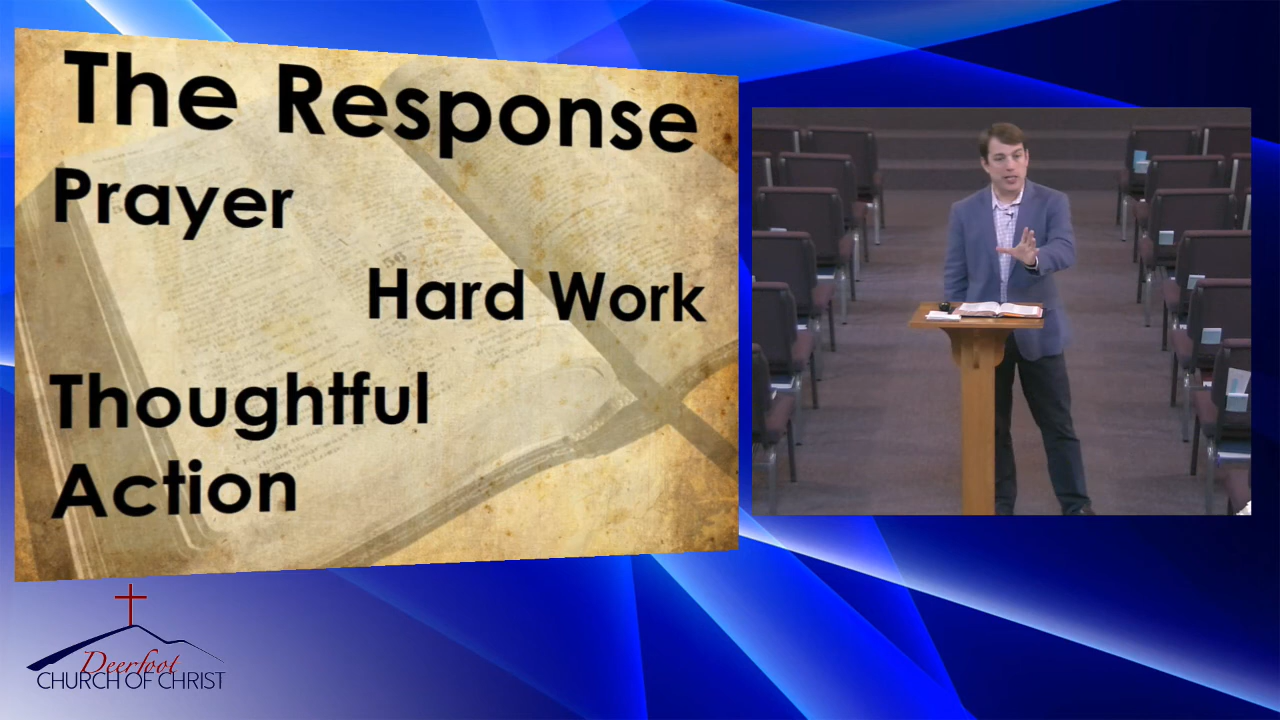 The Response
Prayer
Hard Work
Thoughtful
Action
Deerfoot
CHURCH OF CHRIST